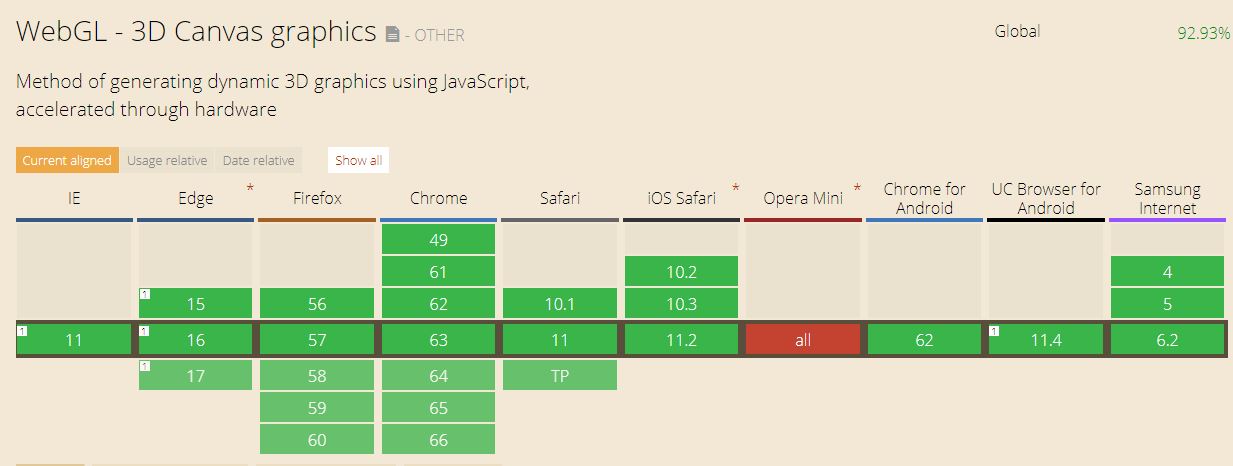 WebGL - 3D Canvas graphics - OTHER
Global 92.93%
Method of generating dynamic 3D graphics using JavaScript,
accelerated through hardware
Current aligned Usage relative Date relative Show all
IE Edge * Firefox Chrome Safari iOS Safari * Opera Mini * Chrome for Android UC Browser for Android Samsung Internet
49
61 10.2 4
1 15 56 62 10.1 10.3 5
1 11 1 16 57 63 11 11.2 all 62 1 11.4 6.2
1 17 58 64 TP
59 65
60 66